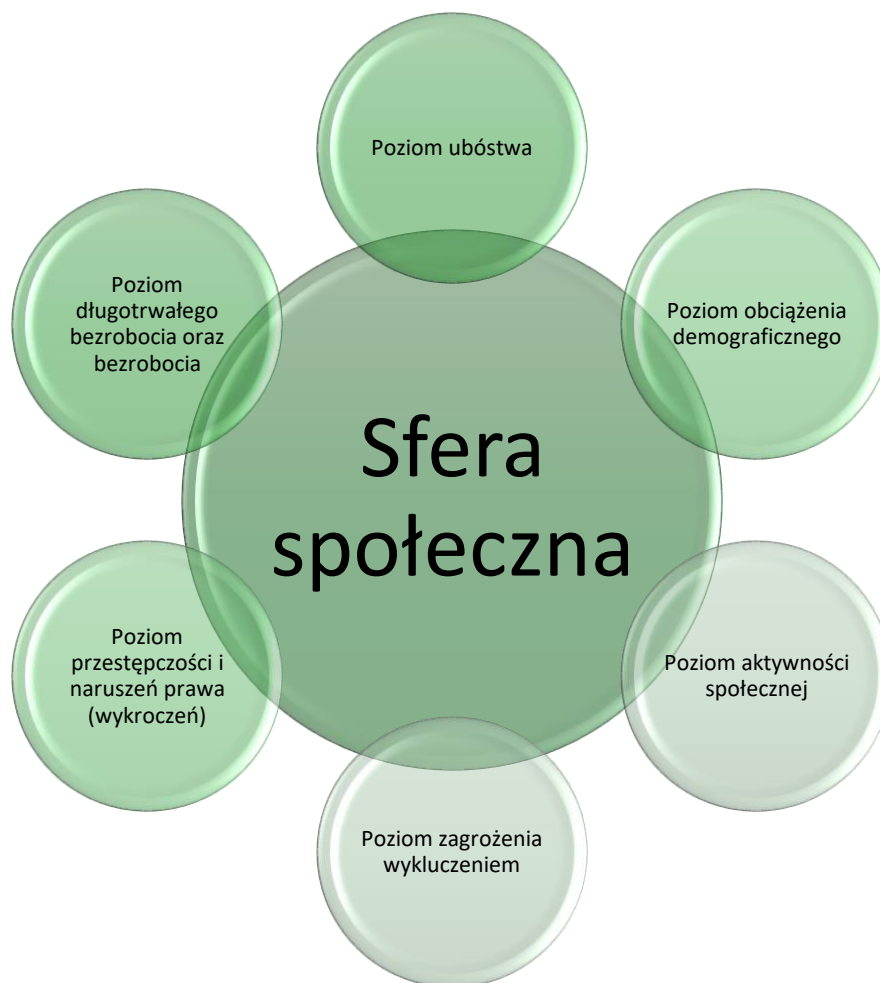 Poziom ubóstwa
Poziom
długotrwałego
bezrobocia oraz
bezrobocia
Poziom obciążenia
demograficznego
Sfera
społeczna
Poziom
przestępczości i
naruszeń prawa
(wykroczeń)
Poziom aktywności
społecznej
Poziom zagrożenia
wykluczeniem